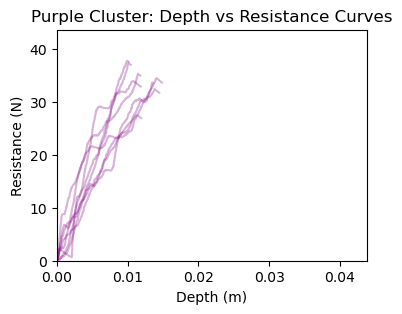 Purple Cluster: Depth vs Resistance Curves
40
30
20
10
0
Resistance (N)
0.00 0.01 0.02 0.03 0.04
Depth (m)